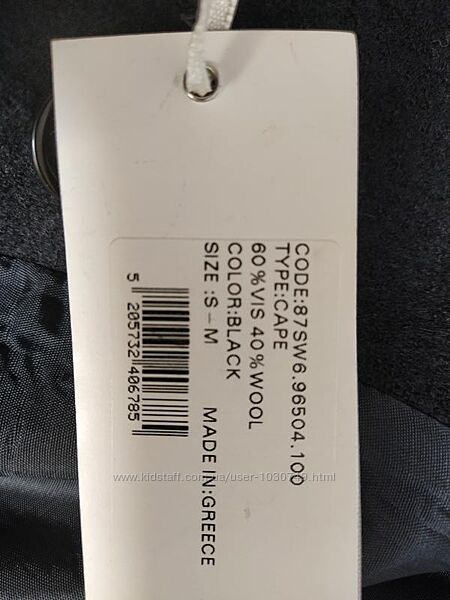 CODE:87SW6.96504.100
TYPE:CAPE
60%VIS 40%WOOL
COLOR:BLACK
SIZE :S-M MADE IN:GREECE
5 205732 406785